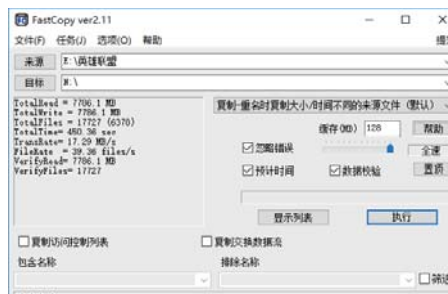 FastCopy ver2.11
文件(F) 任务(J) 选项(O) 帮助
来源 E:\英雄联盟
目标 N:\
TotalRead = 7786.1 MB
TotalWrite = 7786.1 MB
TotalFiles = 17727 (6370)
TotalTime= 450.36 sec
TransRate= 17.29 MB/s
FileRate = 39.36 files/s
VerifyRead= 7786.1 MB
VerifyFiles= 17727
复制-重名时复制大小/时间不同的来源文件 (默认)
缓存(MB) 128 帮助
忽略错误 全速
预计时间 数据校验 置顶
显示列表 执行
复制访问控制列表 复制交换数据流
包含名称 排除名称
筛选